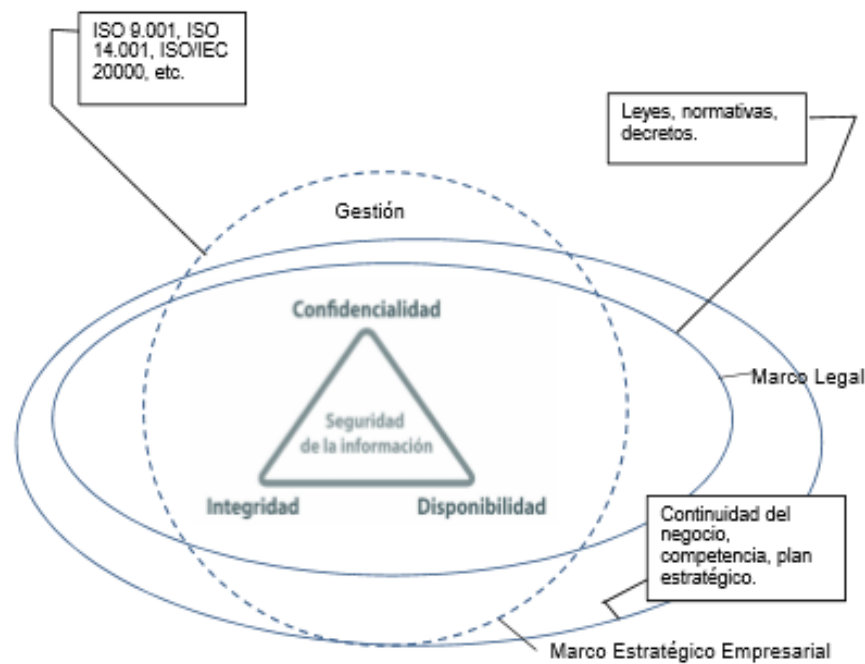 ISO 9.001, ISO
14.001, ISO/IEC
20000, etc.
Leyes, normativas,
decretos.
Gestión
Confidencialidad
Marco Legal
Seguridad
de la información
Integridad
Disponibilidad
Continuidad del
negocio,
competencia, plan
estratégico.
Marco Estratégico Empresarial